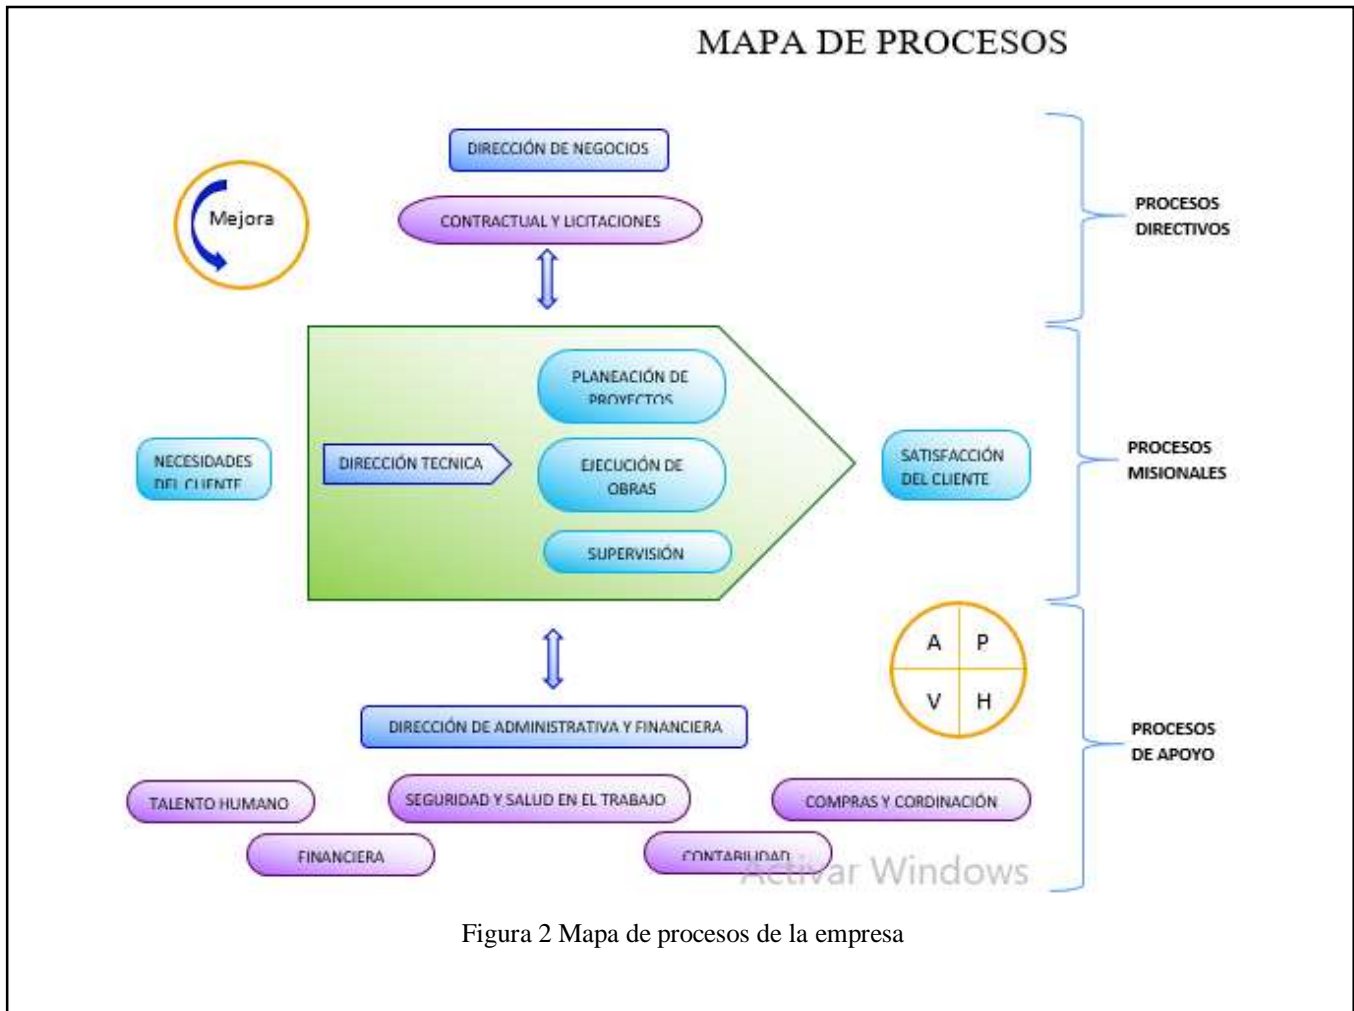 MAPA DE PROCESOS
DIRECCIÓN DE NEGOCIOS
Mejora
CONTRACTUAL Y LICITACIONES
PROCESOS
DIRECTIVOS
PLANEACIÓN DE
PROYECTOS
NECESIDADES
DEL CLIENTE
DIRECCIÓN TECNICA
EJECUCIÓN DE
OBRAS
SUPERVISIÓN
SATISFACCIÓN
DEL CLIENTE
PROCESOS
MISIONALES
A P
V H
DIRECCIÓN DE ADMINISTRATIVA Y FINANCIERA
PROCESOS
DE APOYO
TALENTO HUMANO
SEGURIDAD Y SALUD EN EL TRABAJO
COMPRAS Y CORDINACIÓN
FINANCIERA
CONTABILIDAD
Activar Windows
Figura 2 Mapa de procesos de la empresa